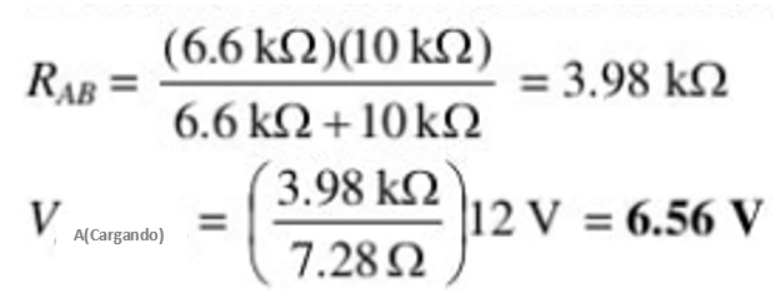 R_AB = (6.6 kΩ)(10 kΩ) / 6.6 kΩ + 10 kΩ = 3.98 kΩ
V A(Cargando) = (3.98 kΩ / 7.28 Ω) 12 V = 6.56 V